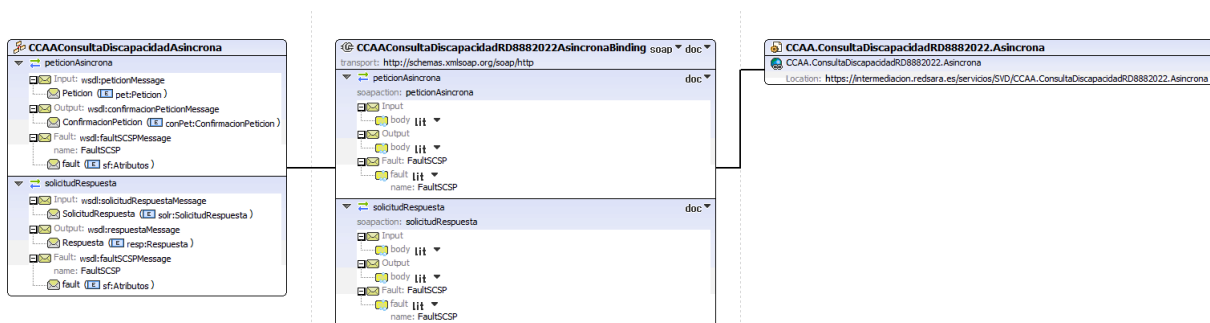 CCAAConsultaDiscapacidadAsincrona
peticionAsincrona
Input: wsdl:peticionMessage
Peticion ( E pet:Peticion )
Output: wsdl:confirmacionPeticionMessage
ConfirmacionPeticion ( E conPet:ConfirmacionPeticion )
Fault: wsdl:faultSCSPMessage
name: FaultSCSP
fault ( E sf:Atributos )
solicitudRespuesta
Input: wsdl:solicitudRespuestaMessage
SolicitudRespuesta ( E solr:SolicitudRespuesta )
Output: wsdl:respuestaMessage
Respuesta ( E resp:Respuesta )
Fault: wsdl:faultSCSPMessage
name: FaultSCSP
fault ( E sf:Atributos )
CCAAConsultaDiscapacidadRD8882022AsincronaBinding soap doc
transport: http://schemas.xmlsoap.org/soap/http
peticionAsincrona doc
soapaction: peticionAsincrona
Input
body lit
Output
body lit
Fault: FaultSCSP
fault lit
name: FaultSCSP
solicitudRespuesta doc
soapaction: solicitudRespuesta
Input
body lit
Output
body lit
Fault: FaultSCSP
fault lit
name: FaultSCSP
CCAA.ConsultaDiscapacidadRD8882022.Asincrona
CCAA.ConsultaDiscapacidadRD8882022.Asincrona
Location: https://intermediacion.redsara.es/servicios/SVD/CCAA.ConsultaDiscapacidadRD8882022.Asincrona